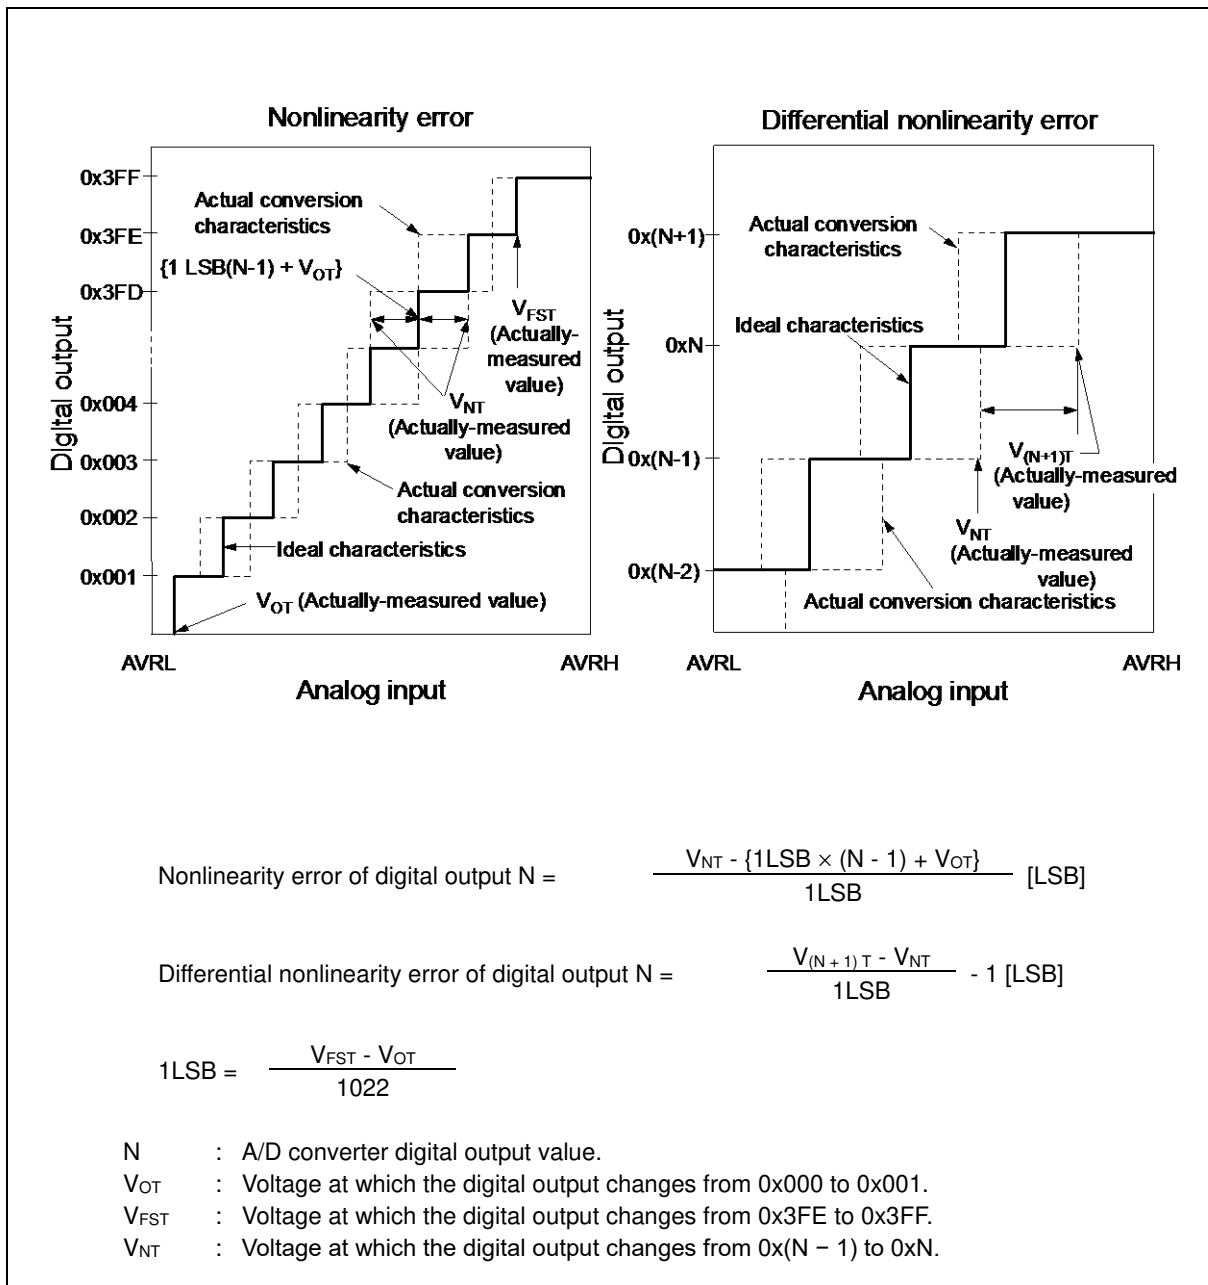 Nonlinearity error
0x3FF
0x3FE
0x3FD
0x004
0x003
0x002
0x001
Digital output
Actual conversion
characteristics
{1 LSB(N-1) + VOT}
VFST
(Actually-
measured
value)
VNT
(Actually-measured
value)
Actual conversion
characteristics
Ideal characteristics
VOT (Actually-measured value)
AVRL
AVRH
Analog input
Differential nonlinearity error
0x(N+1)
0xN
0x(N-1)
0x(N-2)
Digital output
Actual conversion
characteristics
Ideal characteristics
V(N+1)T
(Actually-measured
value)
VNT
(Actually-measured
value)
Actual conversion characteristics
AVRL
AVRH
Analog input
Nonlinearity error of digital output N =
VNT - {1LSB × (N - 1) + VOT}
1LSB
[LSB]
Differential nonlinearity error of digital output N =
V(N + 1) T - VNT
1LSB
- 1 [LSB]
1LSB =
VFST - VOT
1022
N : A/D converter digital output value.
VOT : Voltage at which the digital output changes from 0x000 to 0x001.
VFST : Voltage at which the digital output changes from 0x3FE to 0x3FF.
VNT : Voltage at which the digital output changes from 0x(N − 1) to 0xN.